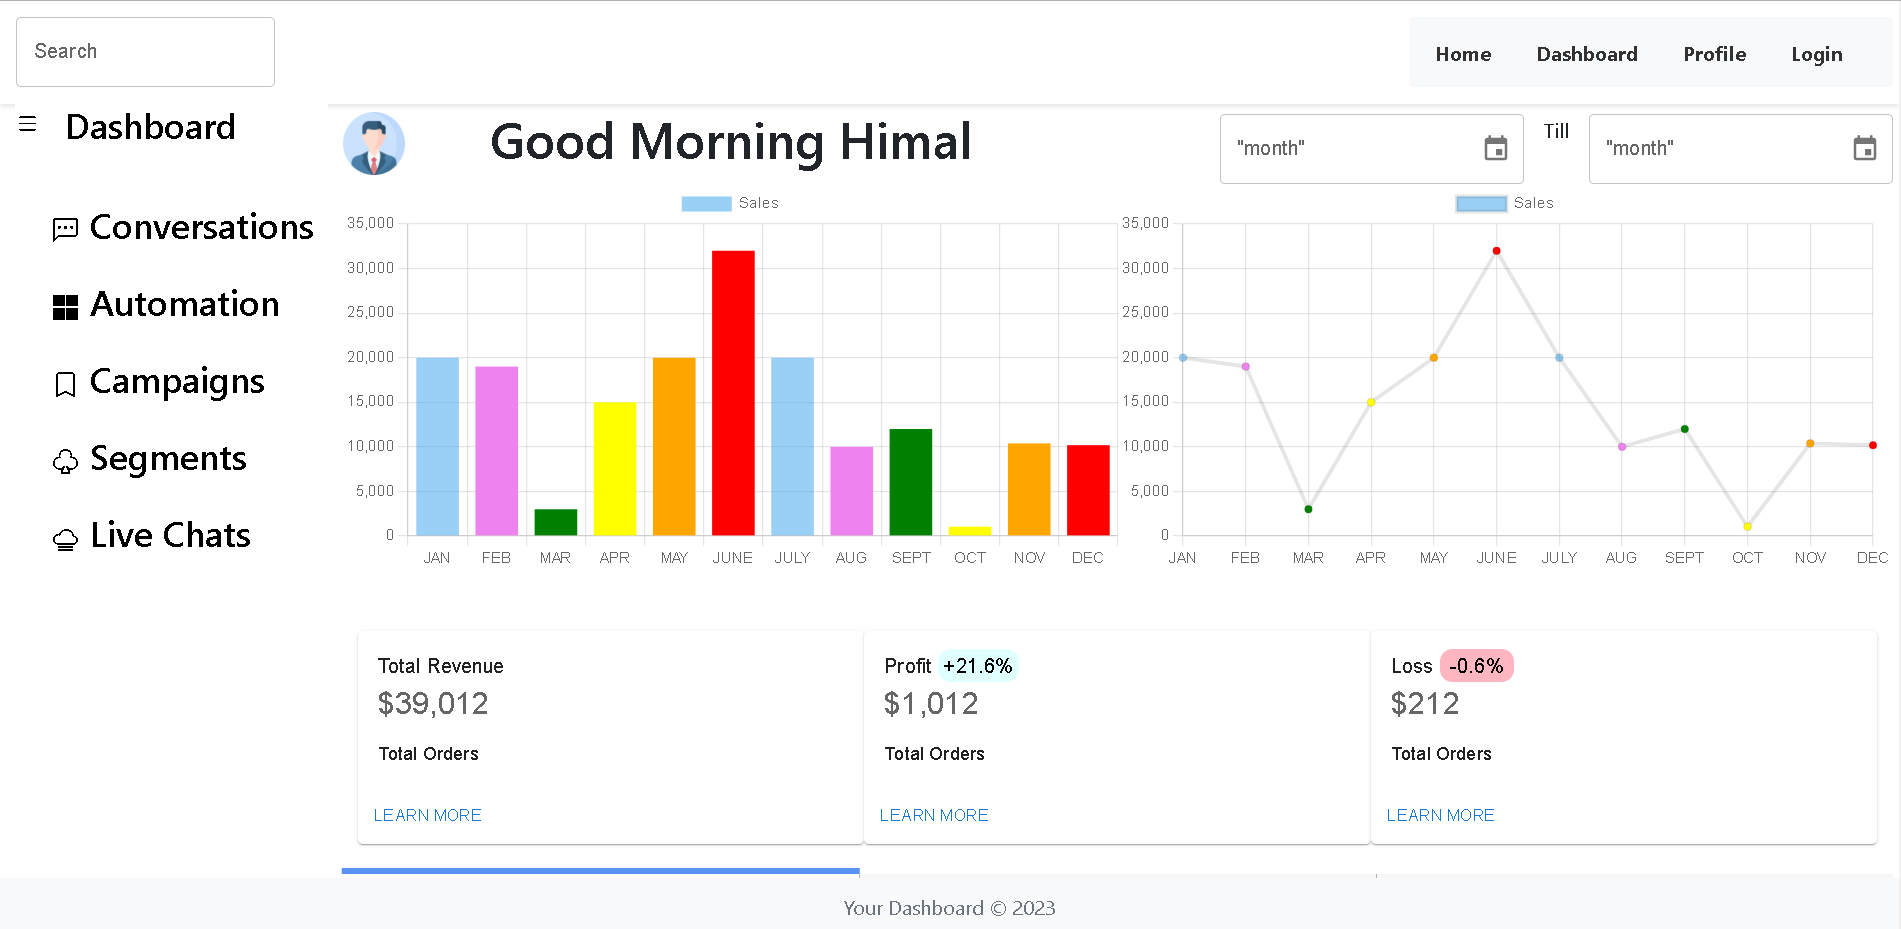 Search
Home Dashboard Profile Login
Dashboard
Conversations
Automation
Campaigns
Segments
Live Chats
Good Morning Himal
"month" Till "month"
Sales
35,000
30,000
25,000
20,000
15,000
10,000
5,000
0
JAN FEB MAR APR MAY JUNE JULY AUG SEPT OCT NOV DEC
Sales
35,000
30,000
25,000
20,000
15,000
10,000
5,000
0
JAN FEB MAR APR MAY JUNE JULY AUG SEPT OCT NOV DEC
Total Revenue
$39,012
Total Orders
LEARN MORE
Profit +21.6%
$1,012
Total Orders
LEARN MORE
Loss -0.6%
$212
Total Orders
LEARN MORE
Your Dashboard © 2023